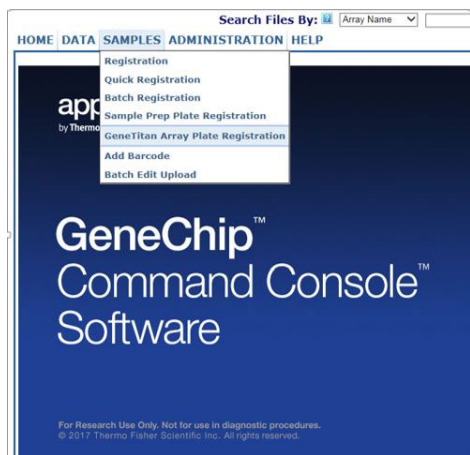 Search Files By: Array Name
HOME DATA SAMPLES ADMINISTRATION HELP
Registration
Quick Registration
Batch Registration
Sample Prep Plate Registration
GeneTitan Array Plate Registration
Add Barcode
Batch Edit Upload
app
by Thermo
GeneChip™
Command Console™
Software
For Research Use Only. Not for use in diagnostic procedures.
© 2017 Thermo Fisher Scientific Inc. All rights reserved.